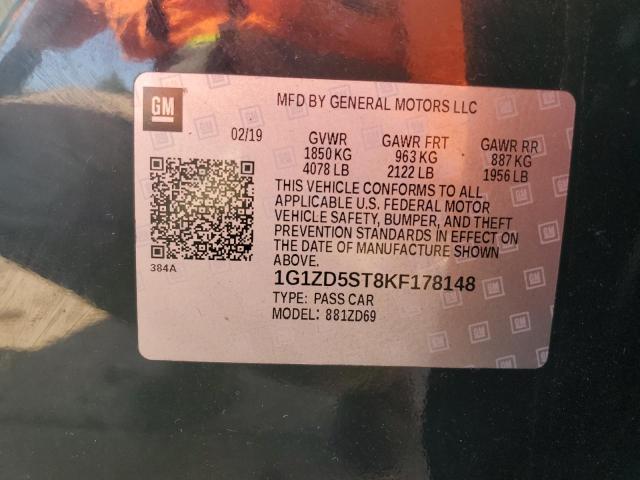 GM
MFD BY GENERAL MOTORS LLC
02/19 GVWR GAWR FRT GAWR RR
1850 KG 963 KG 887 KG
4078 LB 2122 LB 1956 LB
THIS VEHICLE CONFORMS TO ALL
APPLICABLE U.S. FEDERAL MOTOR
VEHICLE SAFETY, BUMPER, AND THEFT
PREVENTION STANDARDS IN EFFECT ON
THE DATE OF MANUFACTURE SHOWN
ABOVE.
384A
1G1ZD5ST8KF178148
TYPE: PASS CAR
MODEL: 881ZD69